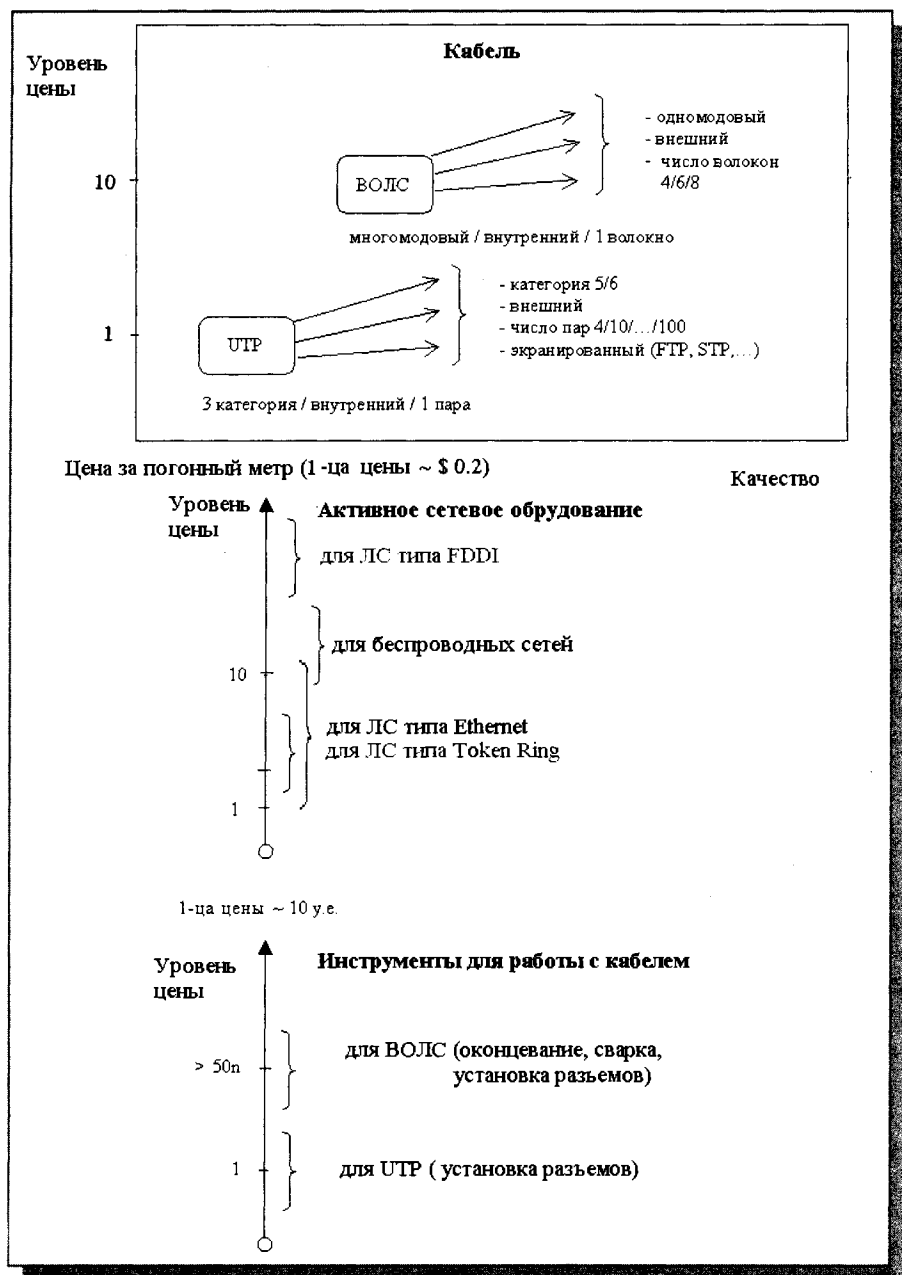 Кабель
Уровень
цены
- одномодовый
- внешний
- число волокон
4/6/8
10
ВОЛС
многомодовый / внутренний / 1 волокно
- категория 5/6
- внешний
- число пар 4/10/…/100
- экранированный (FTP, STP,…)
1
UTP
3 категория / внутренний / 1 пара
Цена за погонный метр (1-ца цены ~ $ 0.2)
Качество
Уровень
цены
Активное сетевое обрудование
для ЛС типа FDDI
для беспроводных сетей
10
для ЛС типа Ethernet
для ЛС типа Token Ring
1
1-ца цены ~ 10 у.е.
Уровень
цены
Инструменты для работы с кабелем
для ВОЛС (оконцевание, сварка,
установка разъемов)
> 50n
1
для UTP ( установка разъемов)